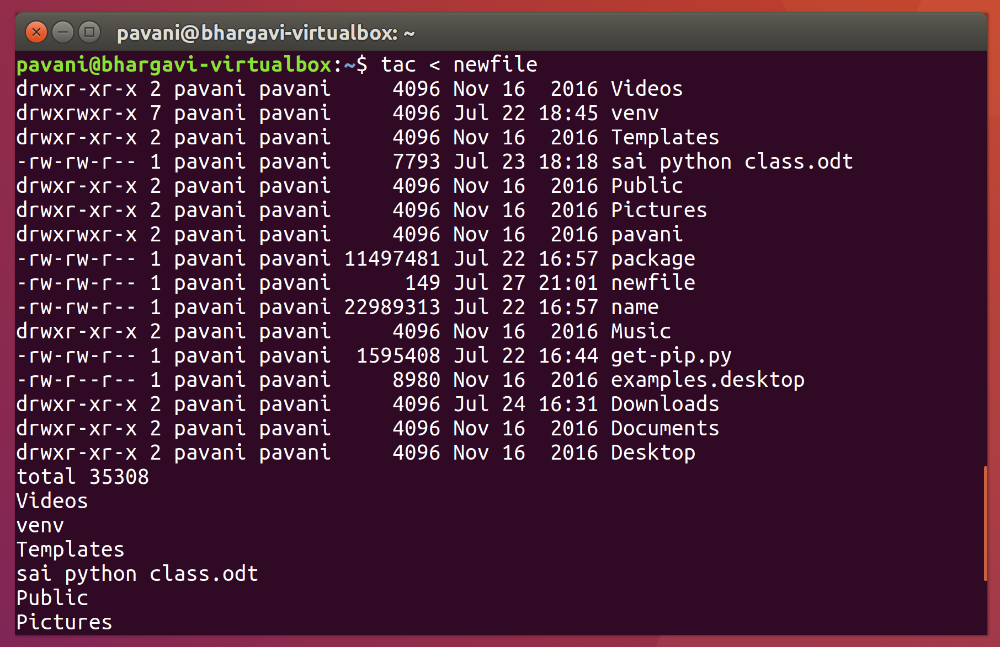 pavani@bhargavi-virtualbox: ~
pavani@bhargavi-virtualbox:~$ tac < newfile
drwxr-xr-x 2 pavani pavani     4096 Nov 16  2016 Videos
drwxrwxr-x 7 pavani pavani     4096 Jul 22 18:45 venv
drwxr-xr-x 2 pavani pavani     4096 Nov 16  2016 Templates
-rw-rw-r-- 1 pavani pavani     7793 Jul 23 18:18 sai python class.odt
drwxr-xr-x 2 pavani pavani     4096 Nov 16  2016 Public
drwxr-xr-x 2 pavani pavani     4096 Nov 16  2016 Pictures
drwxrwxr-x 2 pavani pavani     4096 Nov 16  2016 pavani
-rw-rw-r-- 1 pavani pavani 11497481 Jul 22 16:57 package
-rw-rw-r-- 1 pavani pavani      149 Jul 27 21:01 newfile
-rw-rw-r-- 1 pavani pavani 22989313 Jul 22 16:57 name
drwxr-xr-x 2 pavani pavani     4096 Nov 16  2016 Music
-rw-rw-r-- 1 pavani pavani  1595408 Jul 22 16:44 get-pip.py
-rw-r--r-- 1 pavani pavani     8980 Nov 16  2016 examples.desktop
drwxr-xr-x 2 pavani pavani     4096 Jul 24 16:31 Downloads
drwxr-xr-x 2 pavani pavani     4096 Nov 16  2016 Documents
drwxr-xr-x 2 pavani pavani     4096 Nov 16  2016 Desktop
total 35308
Videos
venv
Templates
sai python class.odt
Public
Pictures